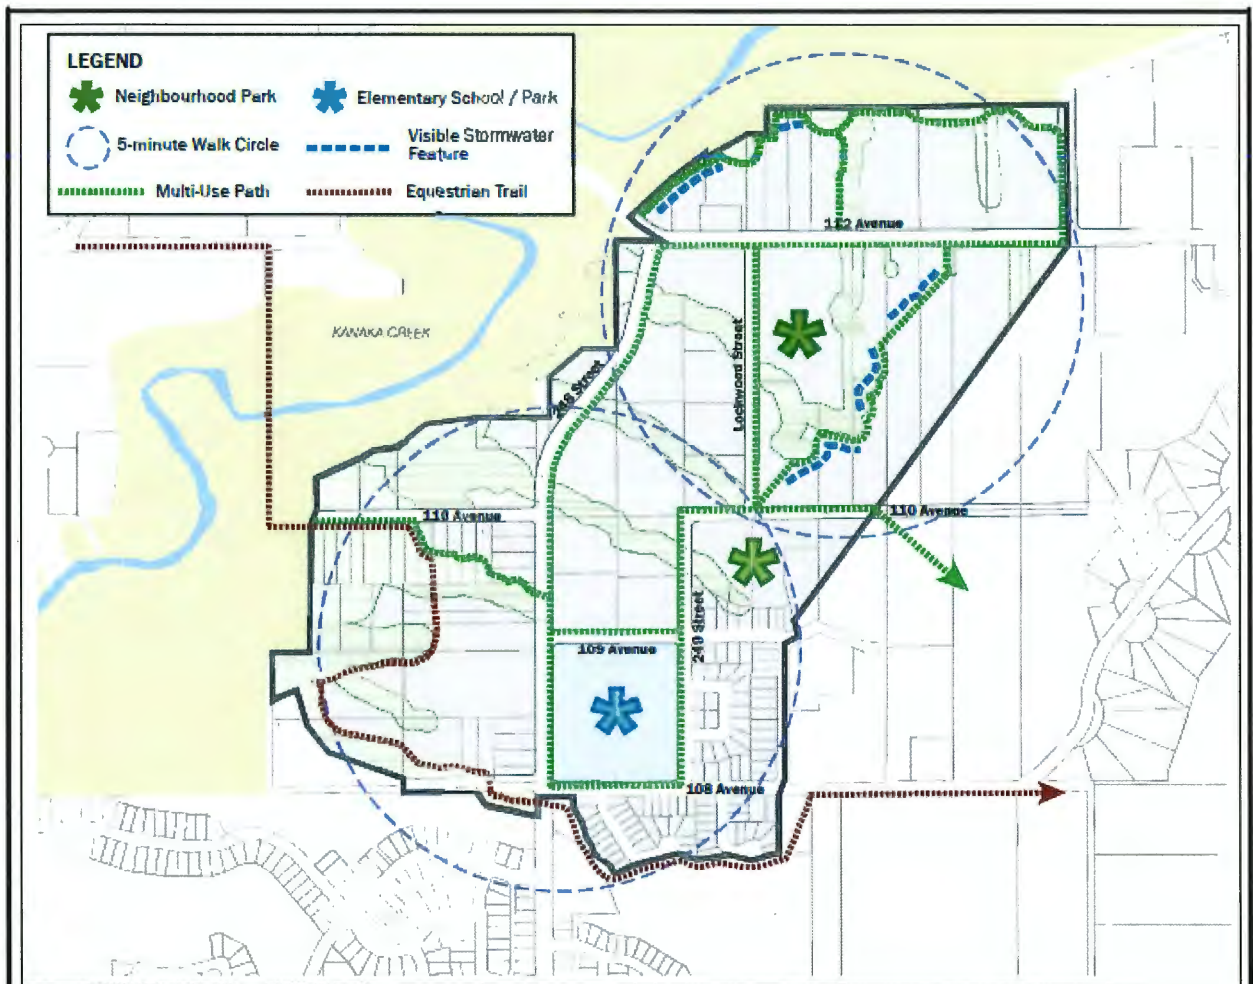 LEGEND
Neighbourhood Park
Elementary School / Park
5-minute Walk Circle
Visible Stormwater
Feature
Multi-Use Path
Equestrian Trail
112 Avenue
KANAKA CREEK
Lockwood Street
Street
110 Avenue
110 Avenue
109 Avenue
Street
108 Avenue